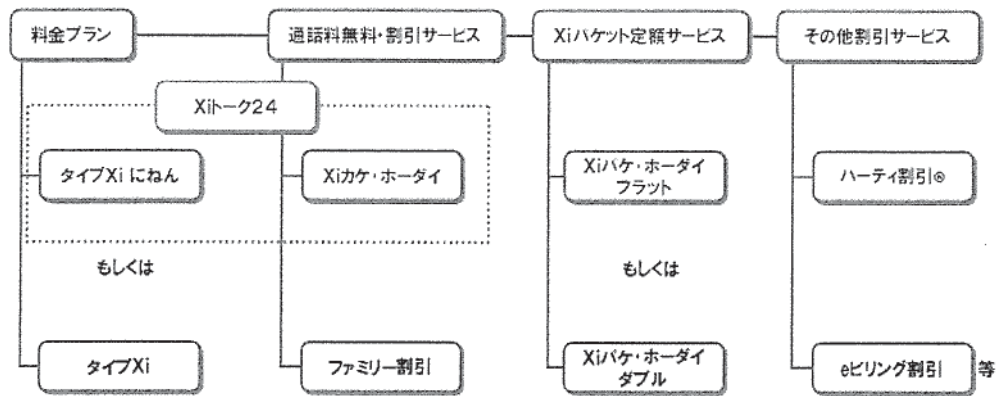 料金プラン
通話料無料・割引サービス
Xiパケット定額サービス
その他割引サービス
Xiトーク24
タイプXi にねん
Xiカケ・ホーダイ
Xiパケ・ホーダイ
フラット
ハーティ割引®
もしくは
もしくは
タイプXi
ファミリー割引
Xiパケ・ホーダイ
ダブル
eビリング割引 等